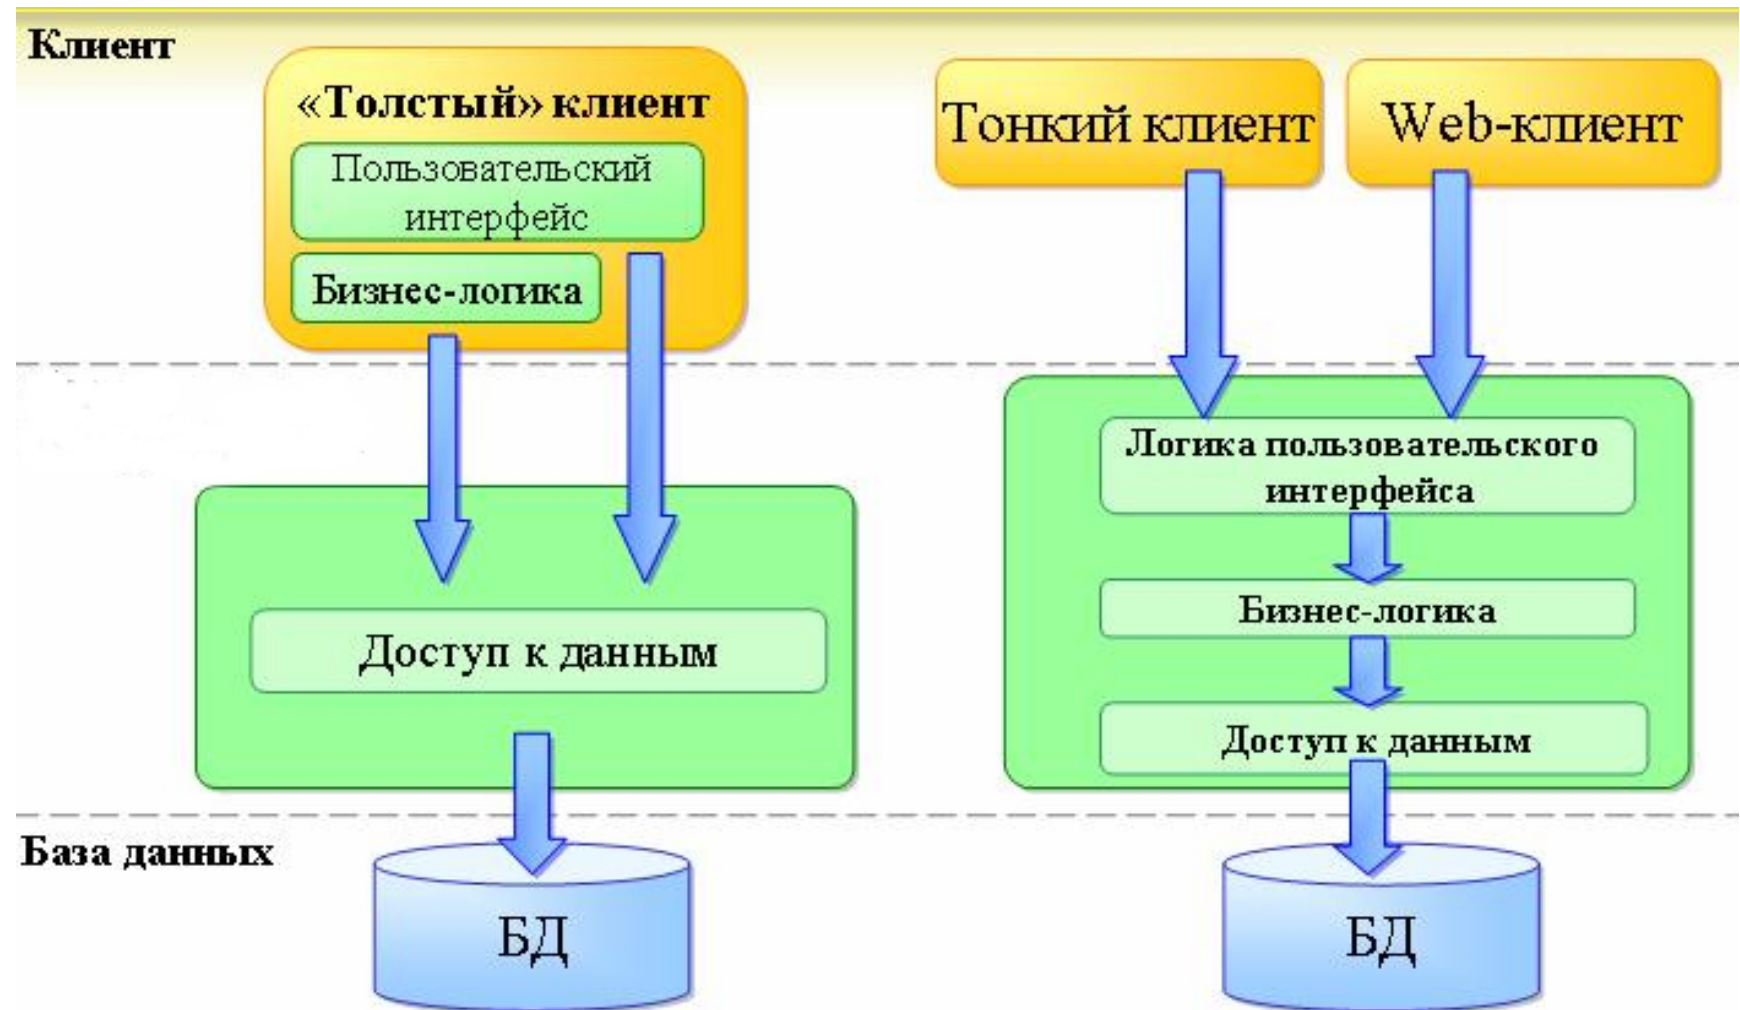 Клиент
«Толстый» клиент
Пользовательский
интерфейс
Бизнес-логика
Тонкий клиент
Web-клиент
Доступ к данным
Логика пользовательского
интерфейса
Бизнес-логика
Доступ к данным
База данных
БД
БД